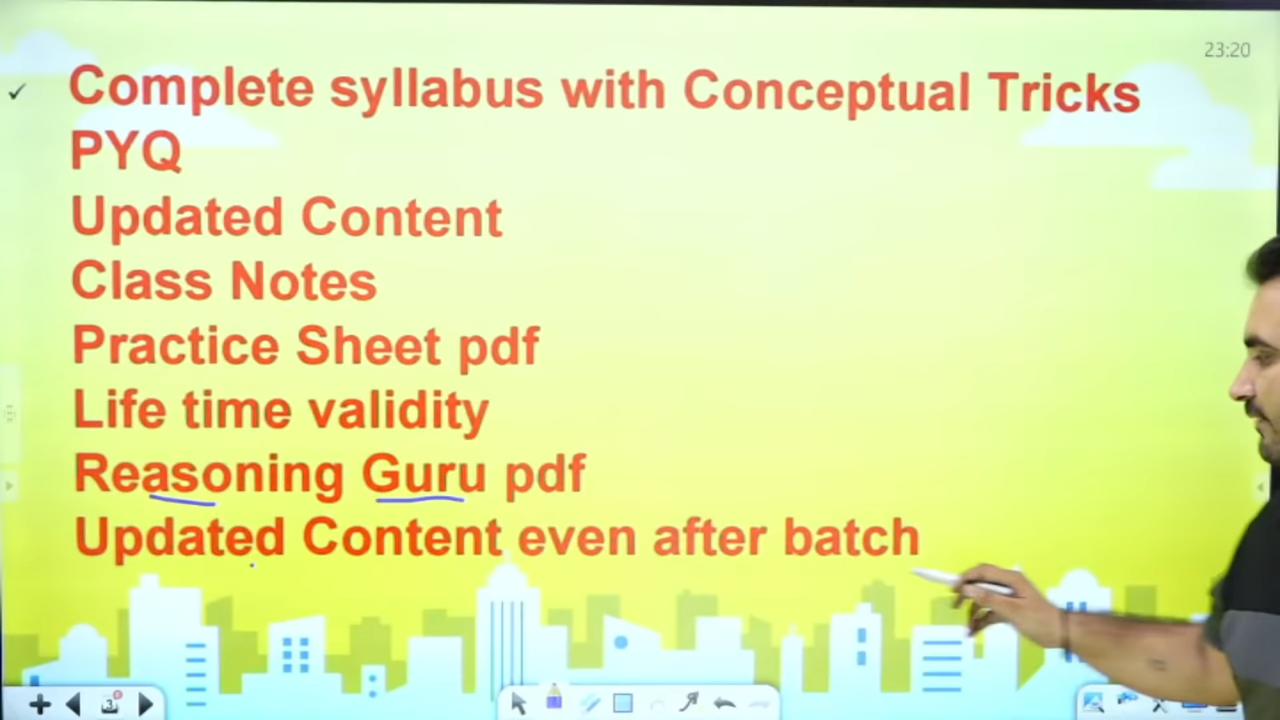 23:20
✓ Complete syllabus with Conceptual Tricks
PYQ
Updated Content
Class Notes
Practice Sheet pdf
Life time validity
Reasoning Guru pdf
Updated Content even after batch
3